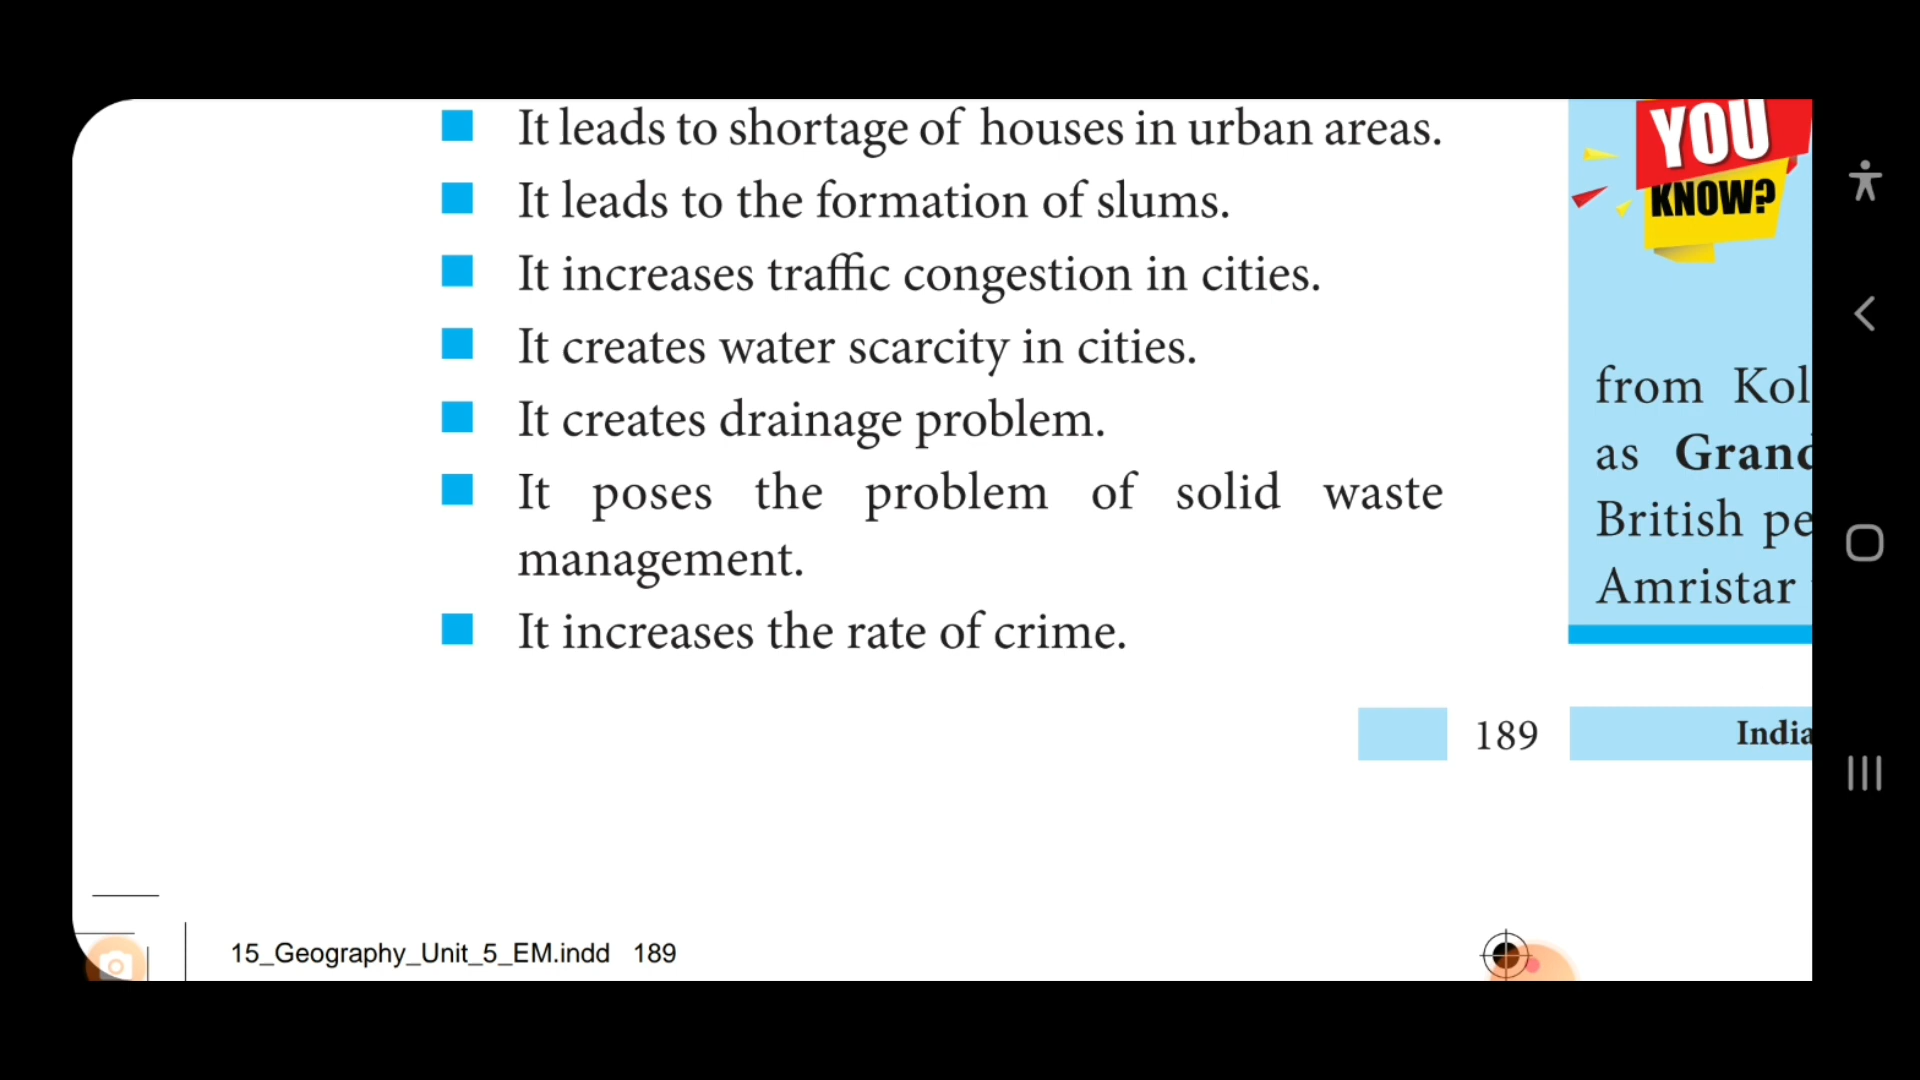 It leads to shortage of houses in urban areas.
It leads to the formation of slums.
It increases traffic congestion in cities.
It creates water scarcity in cities.
It creates drainage problem.
It poses the problem of solid waste
management.
It increases the rate of crime.
YOU
KNOW?
from Kol
as Grand
British pe
Amristar
189
India
15_Geography_Unit_5_EM.indd 189